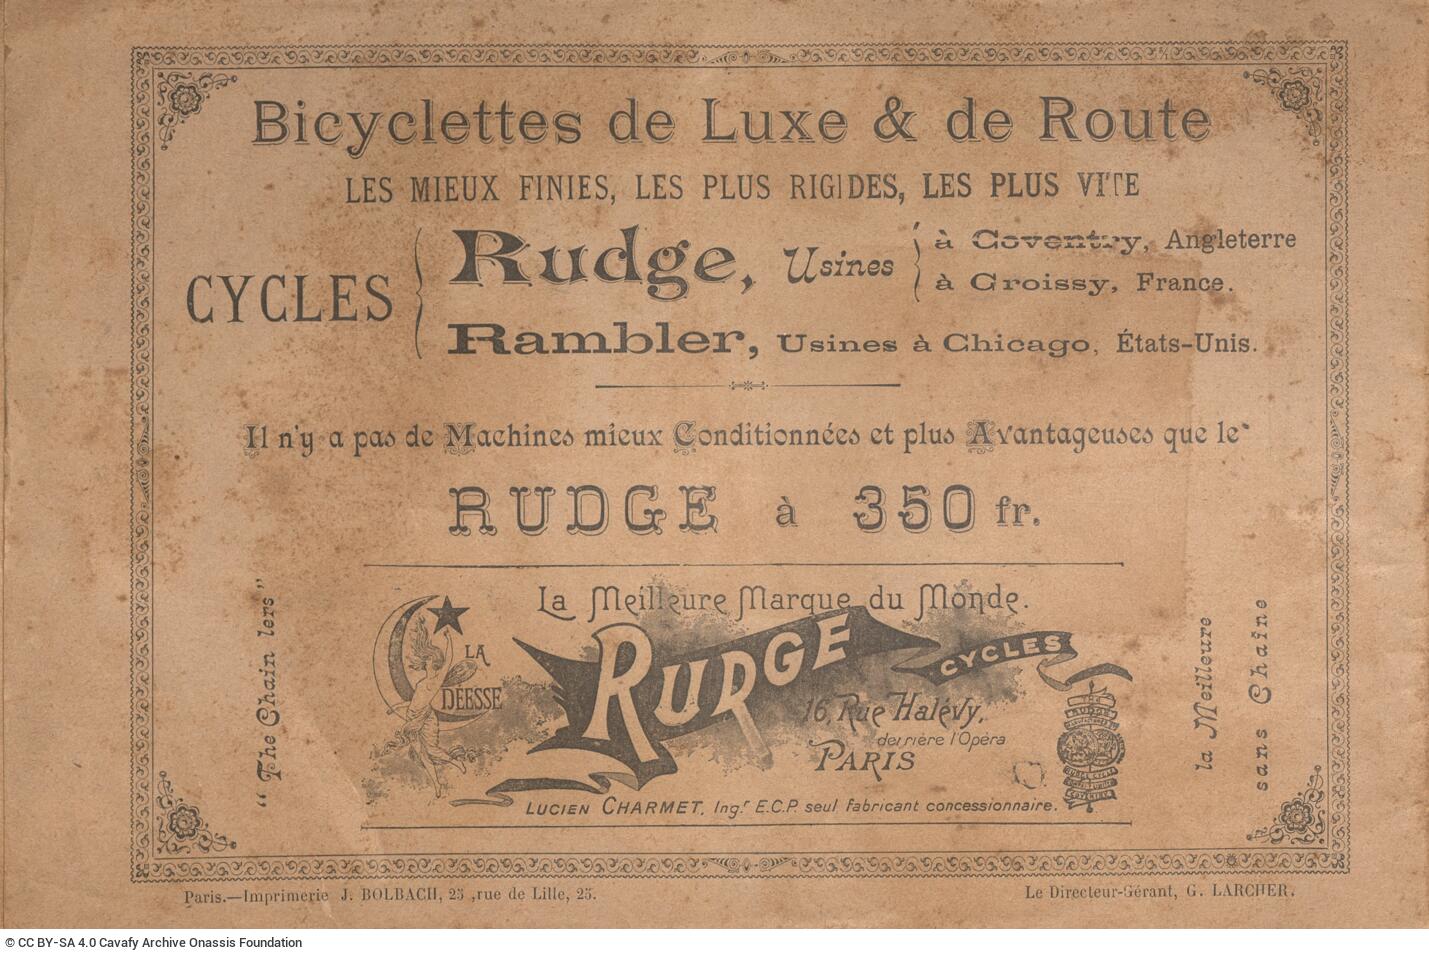 Bicyclettes de Luxe & de Route
LES MIEUX FINIES, LES PLUS RIGIDES, LES PLUS VITE
CYCLES
Rudge, Usines
à Coventry, Angleterre
à Croissy, France.
Rambler, Usines à Chicago, États-Unis.
Il n'y a pas de Machines mieux Conditionnées et plus Avantageuses que le
RUDGE à 350 fr.
"The Chain lers"
La Meilleure Marque du Monde.
LA
DÉESSE
RUDGE
CYCLES
16, Rue Halévy,
derrière l'Opéra
PARIS
LUCIEN CHARMET, Ing.r E.C.P. seul fabricant concessionnaire.
RUDGE
COVENTRY
la Meilleure
sans Chaîne
Paris.—Imprimerie J. BOLBACH, 25 ,rue de Lille, 25.
Le Directeur-Gérant, G. LARCHER.
© CC BY-SA 4.0 Cavafy Archive Onassis Foundation